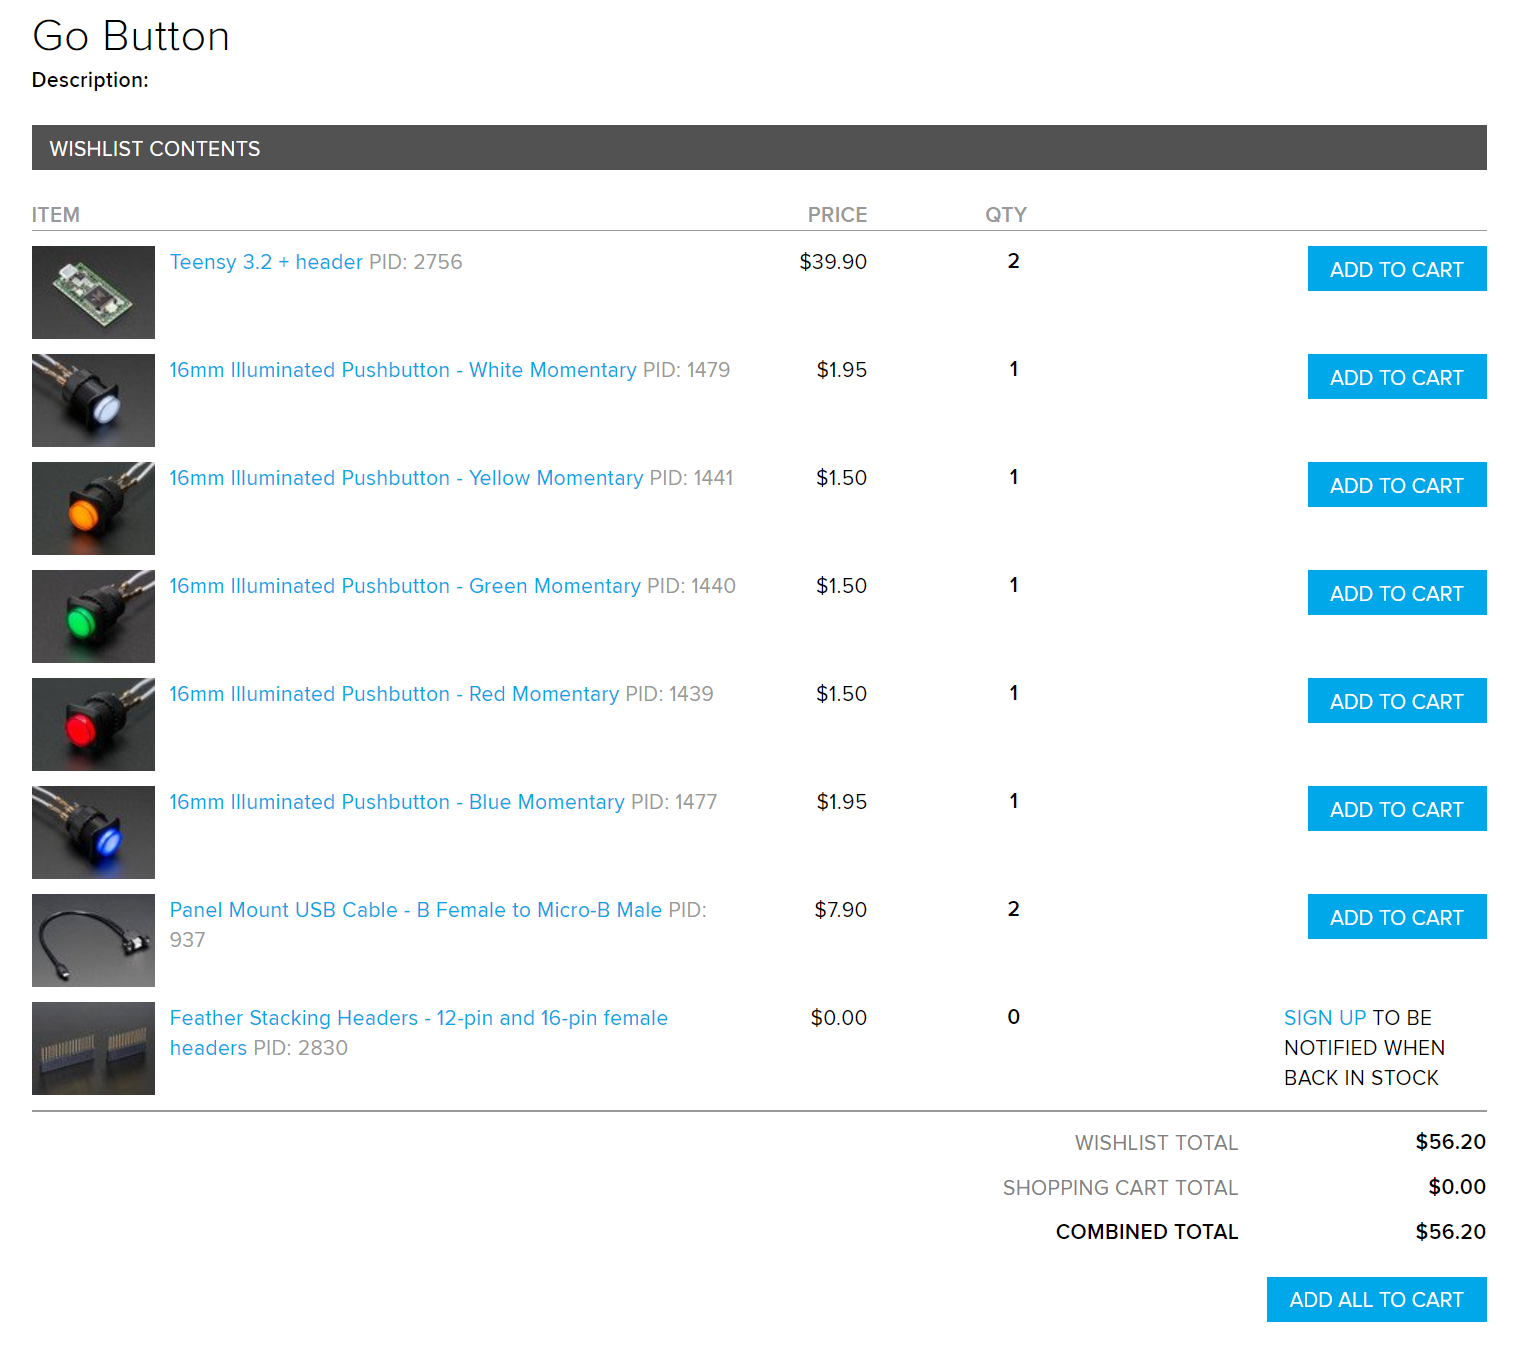 Go Button
Description:
WISHLIST CONTENTS
ITEM PRICE QTY
Teensy 3.2 + header PID: 2756 $39.90 2 ADD TO CART
16mm Illuminated Pushbutton - White Momentary PID: 1479 $1.95 1 ADD TO CART
16mm Illuminated Pushbutton - Yellow Momentary PID: 1441 $1.50 1 ADD TO CART
16mm Illuminated Pushbutton - Green Momentary PID: 1440 $1.50 1 ADD TO CART
16mm Illuminated Pushbutton - Red Momentary PID: 1439 $1.50 1 ADD TO CART
16mm Illuminated Pushbutton - Blue Momentary PID: 1477 $1.95 1 ADD TO CART
Panel Mount USB Cable - B Female to Micro-B Male PID: $7.90 2 ADD TO CART
937
Feather Stacking Headers - 12-pin and 16-pin female $0.00 0 SIGN UP TO BE
headers PID: 2830 NOTIFIED WHEN
BACK IN STOCK
WISHLIST TOTAL $56.20
SHOPPING CART TOTAL $0.00
COMBINED TOTAL $56.20
ADD ALL TO CART